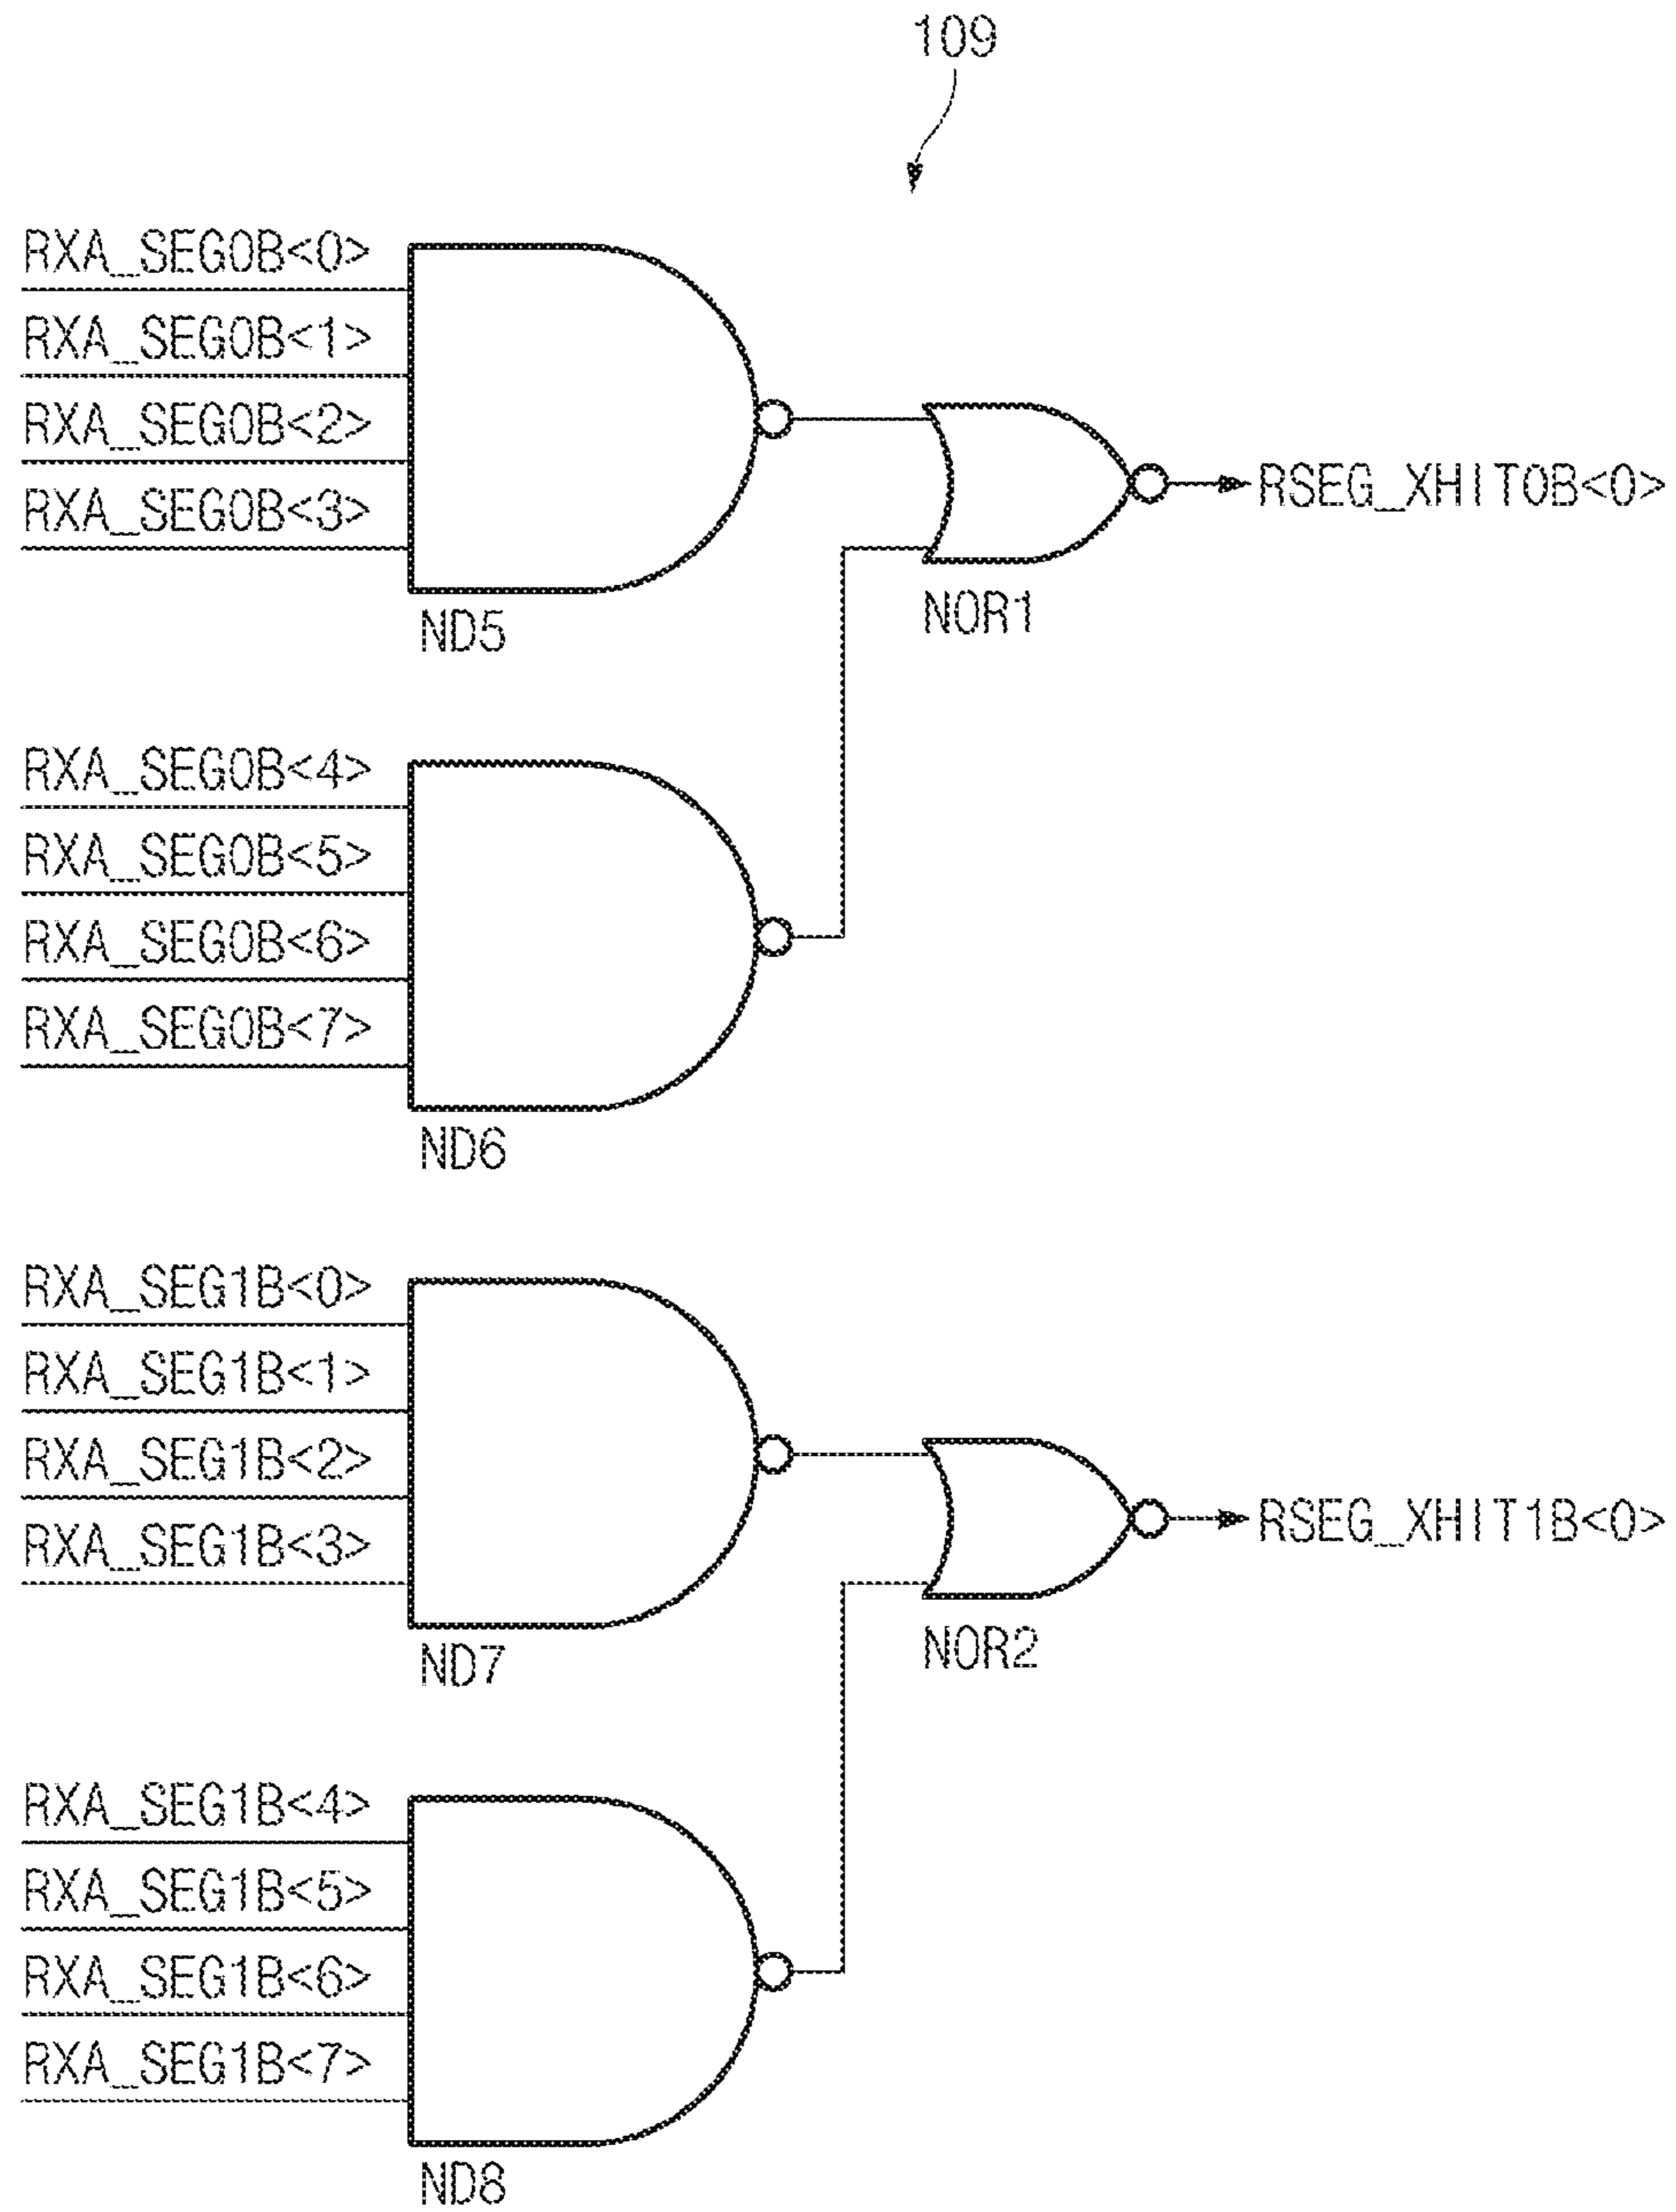 109
RXA_SEG0B<0>
RXA_SEG0B<1>
RXA_SEG0B<2>
RXA_SEG0B<3>
ND5
NOR1
RSEG_XHIT0B<0>
RXA_SEG0B<4>
RXA_SEG0B<5>
RXA_SEG0B<6>
RXA_SEG0B<7>
ND6
RXA_SEG1B<0>
RXA_SEG1B<1>
RXA_SEG1B<2>
RXA_SEG1B<3>
ND7
NOR2
RSEG_XHIT1B<0>
RXA_SEG1B<4>
RXA_SEG1B<5>
RXA_SEG1B<6>
RXA_SEG1B<7>
ND8